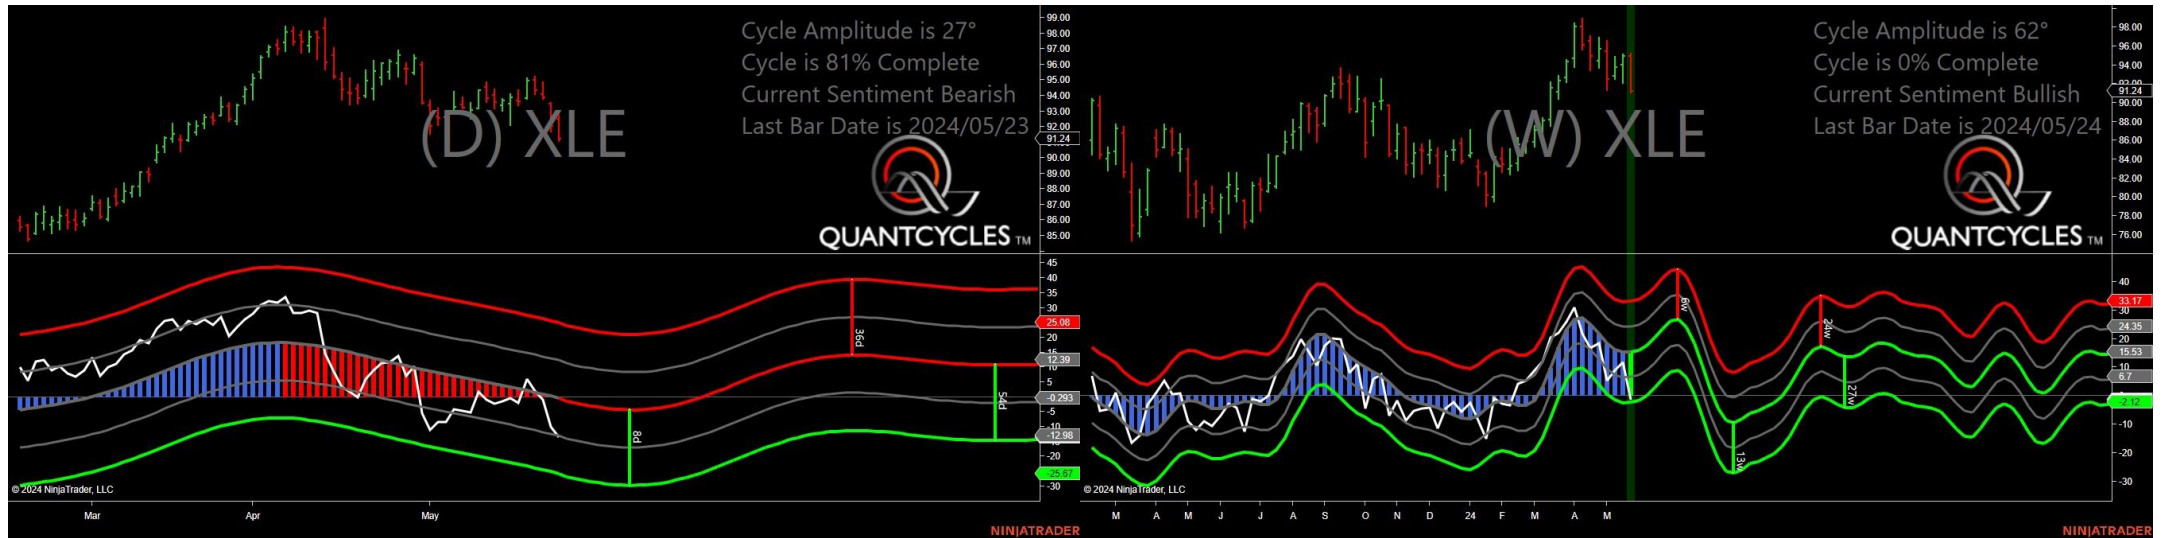 Cycle Amplitude is 27°
Cycle is 81% Complete
Current Sentiment Bearish
Last Bar Date is 2024/05/23
(D) XLE
QUANTCYCLES TM
99.00
98.00
97.00
96.00
95.00
94.00
93.00
92.00
91.24
90.00
89.00
88.00
87.00
86.00
85.00
45
40
35
30
25.08
20
15
12.39
10
5
-0.293
-5
-10
-12.98
-20
-25.67
-30
36d
8d
54d
© 2024 NinjaTrader, LLC
Mar
Apr
May
NINJATRADER
Cycle Amplitude is 62°
Cycle is 0% Complete
Current Sentiment Bullish
Last Bar Date is 2024/05/24
(W) XLE
QUANTCYCLES TM
98.00
96.00
94.00
91.24
90.00
88.00
86.00
84.00
82.00
80.00
78.00
76.00
40
33.17
30
24.35
20
15.53
10
6.7
-2.12
-10
-20
-30
6w
13w
24w
27w
© 2024 NinjaTrader, LLC
M A M J J A S O N D 24 F M A M
NINJATRADER